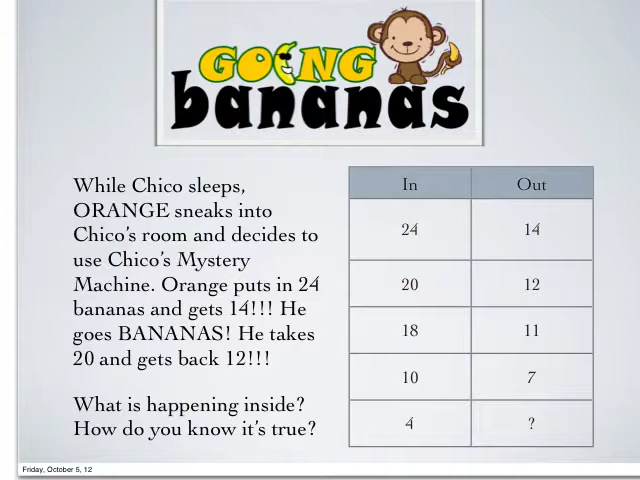 GOING
bananas
While Chico sleeps,
ORANGE sneaks into
Chico's room and decides to
use Chico's Mystery
Machine. Orange puts in 24
bananas and gets 14!!! He
goes BANANAS! He takes
20 and gets back 12!!!
What is happening inside?
How do you know it's true?
In Out
24 14
20 12
18 11
10 7
4 ?
Friday, October 5, 12